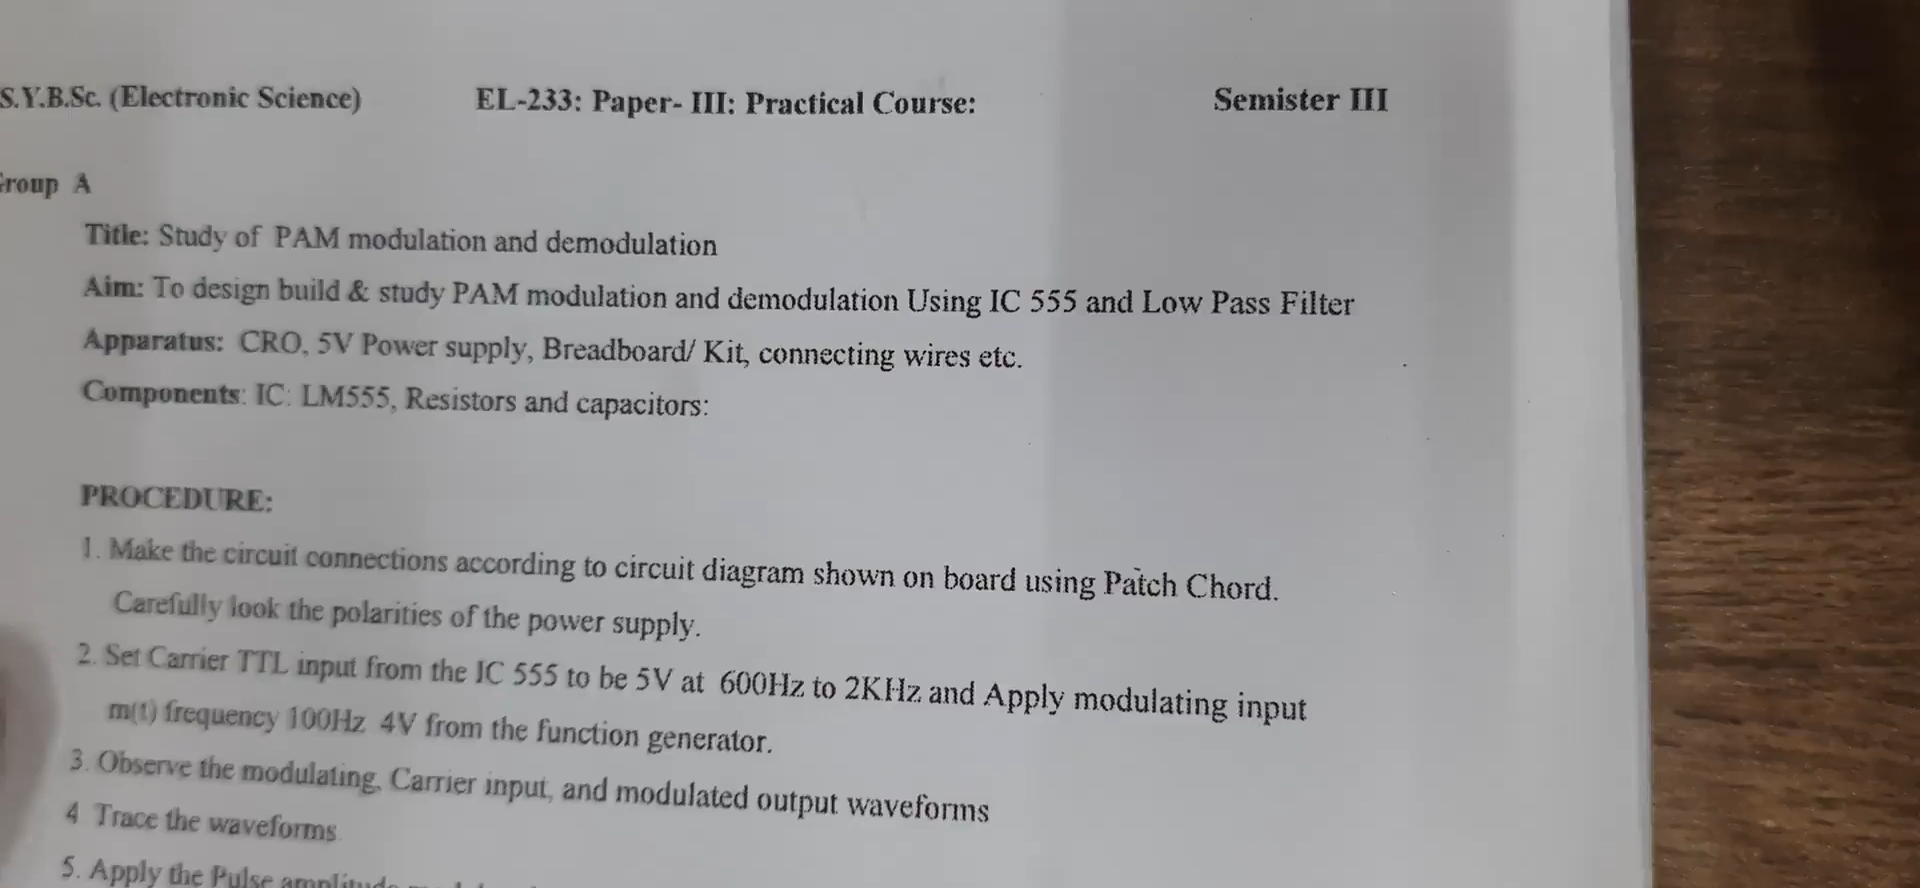 S.Y.B.Sc. (Electronic Science) EL-233: Paper- III: Practical Course: Semister III
Group A
Title: Study of PAM modulation and demodulation
Aim: To design build & study PAM modulation and demodulation Using IC 555 and Low Pass Filter
Apparatus: CRO, 5V Power supply, Breadboard/ Kit, connecting wires etc.
Components: IC: LM555, Resistors and capacitors:
PROCEDURE:
1. Make the circuit connections according to circuit diagram shown on board using Patch Chord.
Carefully look the polarities of the power supply.
2. Set Carrier TTL input from the IC 555 to be 5V at 600Hz to 2KHz and Apply modulating input
m(t) frequency 100Hz 4V from the function generator.
3. Observe the modulating, Carrier input, and modulated output waveforms
4 Trace the waveforms
5. Apply the Pulse amplitude